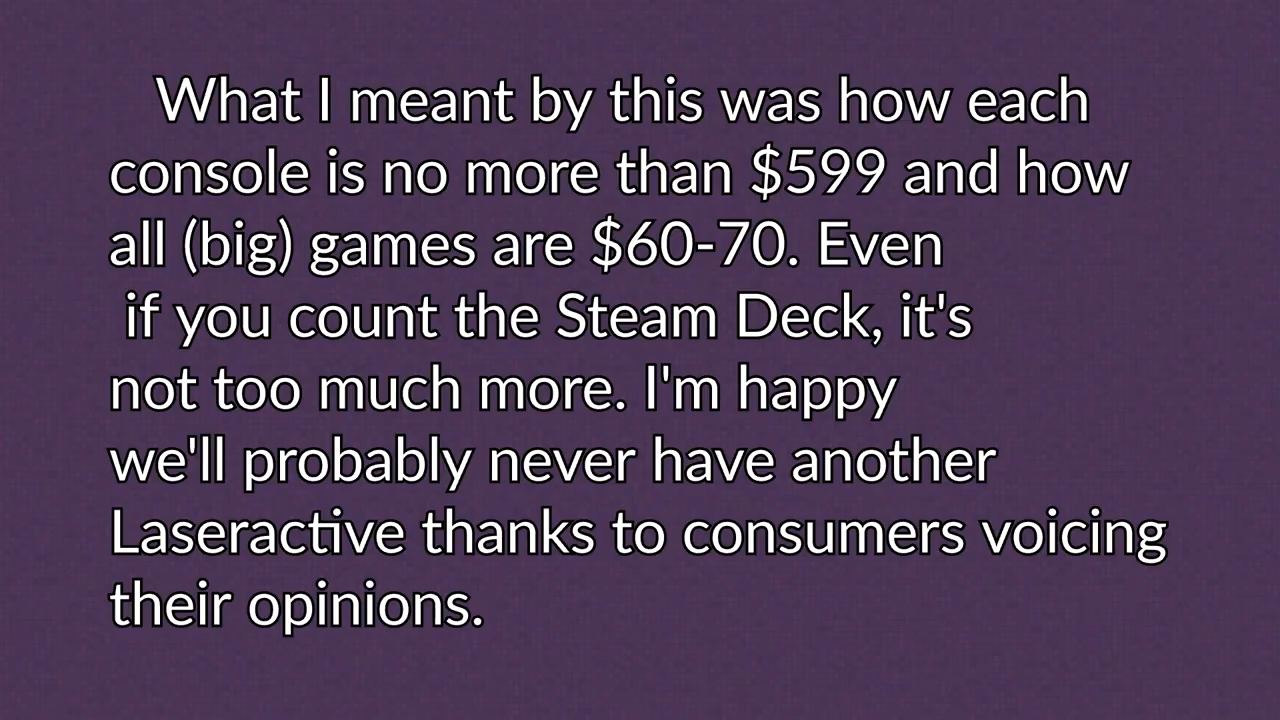 What I meant by this was how each
console is no more than $599 and how
all (big) games are $60-70. Even
if you count the Steam Deck, it's
not too much more. I'm happy
we'll probably never have another
Laseractive thanks to consumers voicing
their opinions.